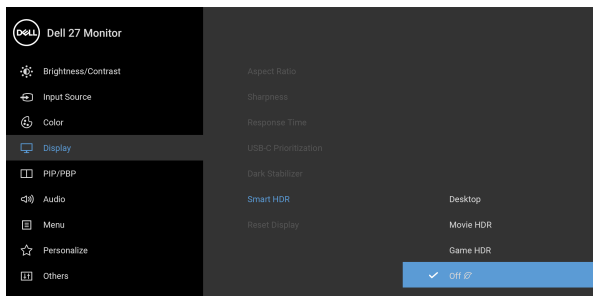 DELL
Dell 27 Monitor
Brightness/Contrast
Input Source
Color
Display
PIP/PBP
Audio
Menu
Personalize
Others
Aspect Ratio
Sharpness
Response Time
USB-C Prioritization
Dark Stabilizer
Smart HDR
Reset Display
Desktop
Movie HDR
Game HDR
Off